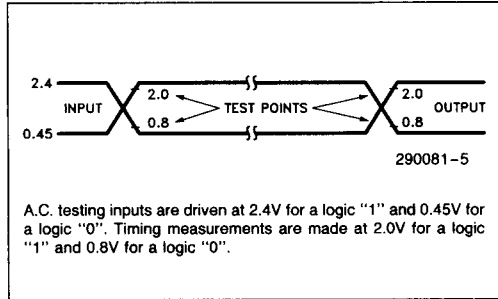 2.4
INPUT
0.45
2.0
0.8
TEST POINTS
2.0
0.8
OUTPUT
290081-5
A.C. testing inputs are driven at 2.4V for a logic "1" and 0.45V for
a logic "0". Timing measurements are made at 2.0V for a logic
"1" and 0.8V for a logic "0".